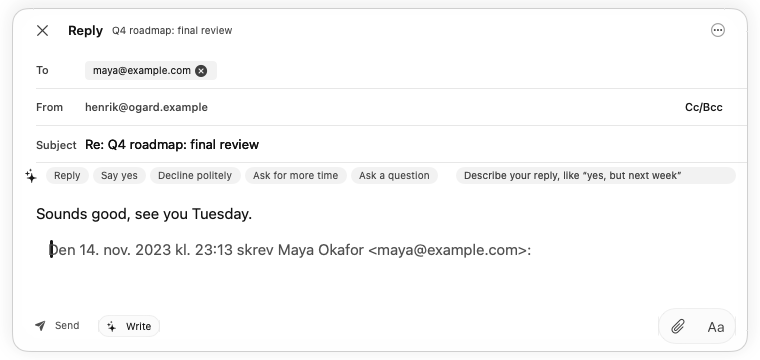 Reply Q4 roadmap: final review
To maya@example.com
From henrik@ogard.example Cc/Bcc
Subject Re: Q4 roadmap: final review
Reply Say yes Decline politely Ask for more time Ask a question Describe your reply, like “yes, but next week”
Sounds good, see you Tuesday.
Den 14. nov. 2023 kl. 23:13 skrev Maya Okafor <maya@example.com>:
Send Write Aa